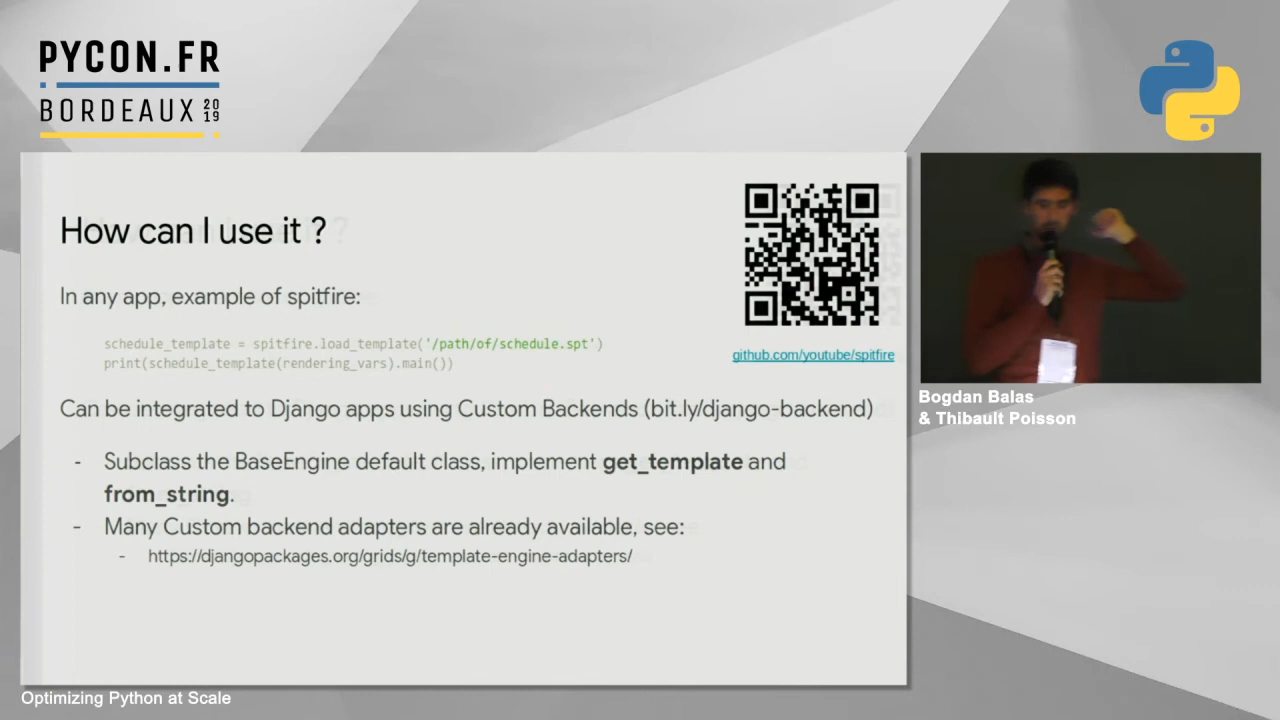 PYCON.FR
BORDEAUX 2019
How can I use it ?
In any app, example of spitfire:
schedule_template = spitfire.load_template('/path/of/schedule.spt')
print(schedule_template(rendering_vars).main())
github.com/youtube/spitfire
Can be integrated to Django apps using Custom Backends (bit.ly/django-backend)
- Subclass the BaseEngine default class, implement get_template and
from_string.
- Many Custom backend adapters are already available, see:
- https://djangopackages.org/grids/g/template-engine-adapters/
Bogdan Balas
& Thibault Poisson
Optimizing Python at Scale